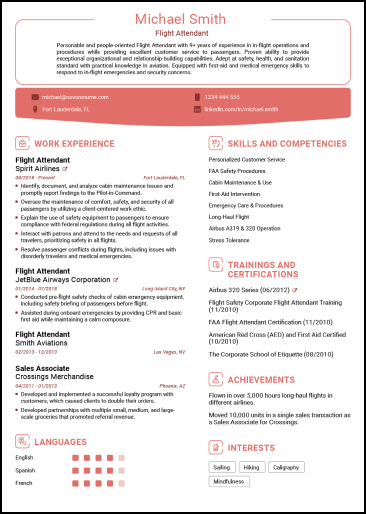 Michael Smith
Flight Attendant
Personable and people-oriented Flight Attendant with 9+ years of experience in in-flight operations and
procedures while providing excellent customer service to passengers. Proven ability to provide
exceptional organizational and relationship-building capabilities. Adept at safety, health, and sanitation
standard with practical knowledge in aviation. Equipped with first-aid and medical emergency skills to
respond to in-flight emergencies and security concerns.
michael@novoresume.com
1234 444 555
Fort Lauderdale, FL
linkedin.com/in/michael.smith
WORK EXPERIENCE
Flight Attendant
Spirit Airlines
08/2018 - Present
Fort Lauderdale, FL
Identify, document, and analyze cabin maintenance issues and
promptly report findings to the Pilot-in-Command.
Oversee the maintenance of comfort, safety, and security of all
passengers by utilizing a client-centered work ethic.
Explain the use of safety equipment to passengers to ensure
compliance with federal regulations during all flight activities.
Interact with patrons and attend to the needs and requests of all
travelers, prioritizing safety in all flights.
Resolve passenger conflicts during flights, including issues with
disorderly travelers and medical emergencies.
Flight Attendant
JetBlue Airways Corporation
01/2014 - 07/2018
Long Island City, NY
Conducted pre-flight safety checks of cabin emergency equipment,
including safety briefing of passengers before flight.
Assisted during onboard emergencies by providing CPR and basic
first aid while maintaining a calm composure.
Flight Attendant
Smith Aviations
02/2013 - 12/2013
Las Vegas, NV
Sales Associate
Crossings Merchandise
04/2011 - 01/2013
Phoenix, AZ
Developed and implemented a successful loyalty program with
customers, which caused clients to double their orders.
Developed partnerships with multiple small, medium, and large-
scale groceries that promoted referral revenue.
LANGUAGES
English
Spanish
French
SKILLS AND COMPETENCIES
Personalized Customer Service
FAA Safety Procedures
Cabin Maintenance & Use
First-Aid Intervention
Emergency Care & Procedures
Long-Haul Flight
Airbus A319 & 320 Operation
Stress Tolerance
TRAININGS AND
CERTIFICATIONS
Airbus 320 Series (06/2012)
Flight Safety Corporate Flight Attendant Training
(11/2010)
FAA Flight Attendant Certification (11/2010)
American Red Cross (AED) and First Aid Certified
(10/2010)
The Corporate School of Etiquette (08/2010)
ACHIEVEMENTS
Flown in over 5,000 hours long-haul flights in
different airlines.
Moved 10,000 units in a single sales transaction as
a Sales Associate for Crossings.
INTERESTS
Sailing
Hiking
Caligraphy
Mindfulness